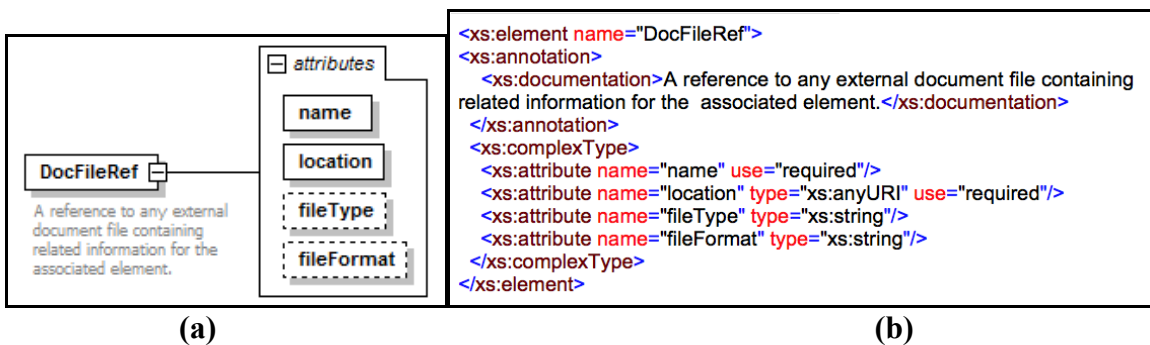 attributes
name
location
fileType
fileFormat
DocFileRef
A reference to any external
document file containing
related information for the
associated element.
<xs:element name="DocFileRef">
<xs:annotation>
<xs:documentation>A reference to any external document file containing
related information for the  associated element.</xs:documentation>
</xs:annotation>
<xs:complexType>
<xs:attribute name="name" use="required"/>
<xs:attribute name="location" type="xs:anyURI" use="required"/>
<xs:attribute name="fileType" type="xs:string"/>
<xs:attribute name="fileFormat" type="xs:string"/>
</xs:complexType>
</xs:element>
(a)
(b)